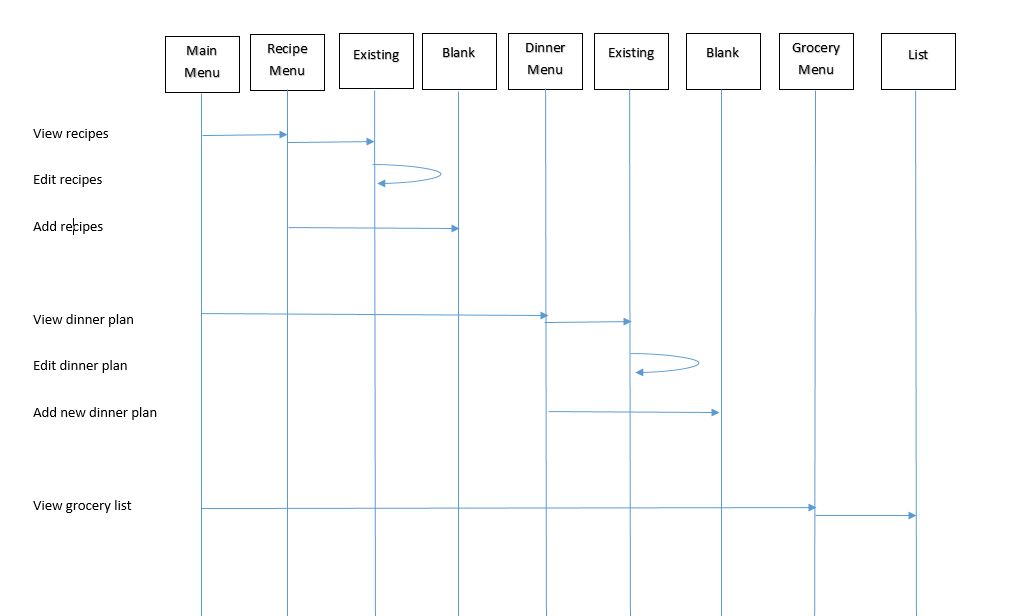 Main
Menu
Recipe
Menu
Existing
Blank
Dinner
Menu
Existing
Blank
Grocery
Menu
List
View recipes
Edit recipes
Add recipes
View dinner plan
Edit dinner plan
Add new dinner plan
View grocery list